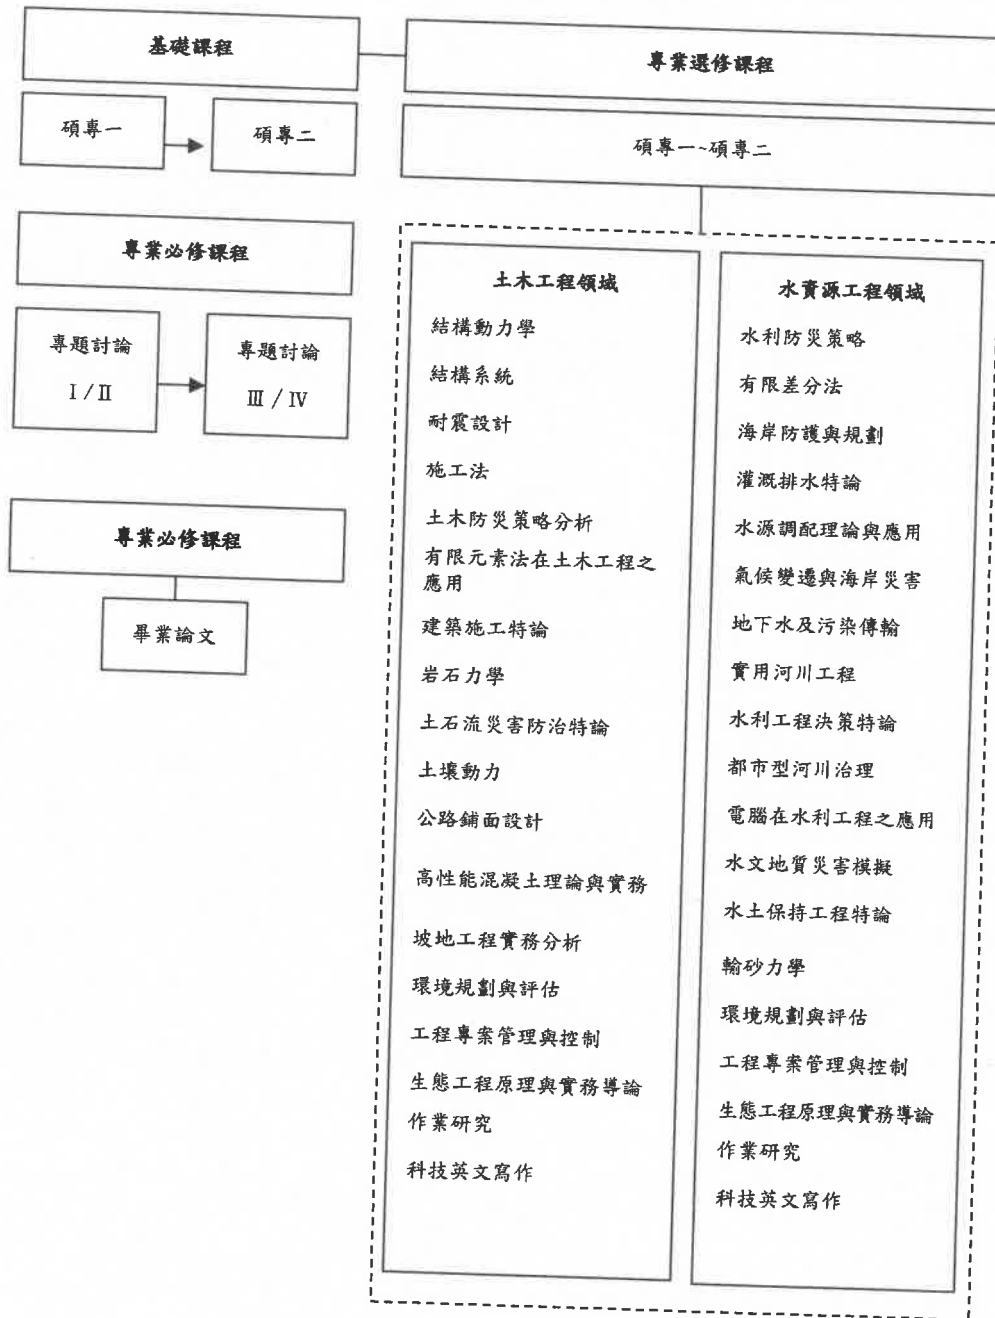 基礎課程
碩專一
碩專二
專業必修課程
專題討論
I / II
專題討論
III / IV
專業必修課程
畢業論文
專業選修課程
碩專一~碩專二
土木工程領域
結構動力學
結構系統
耐震設計
施工法
土木防災策略分析
有限元素法在土木工程之
應用
建築施工特論
岩石力學
土石流災害防治特論
土壤動力
公路鋪面設計
高性能混凝土理論與實務
坡地工程實務分析
環境規劃與評估
工程專案管理與控制
生態工程原理與實務導論
作業研究
科技英文寫作
水資源工程領域
水利防災策略
有限差分法
海岸防護與規劃
灌溉排水特論
水源調配理論與應用
氣候變遷與海岸災害
地下水及污染傳輸
實用河川工程
水利工程決策特論
都市型河川治理
電腦在水利工程之應用
水文地質災害模擬
水土保持工程特論
輸砂力學
環境規劃與評估
工程專案管理與控制
生態工程原理與實務導論
作業研究
科技英文寫作